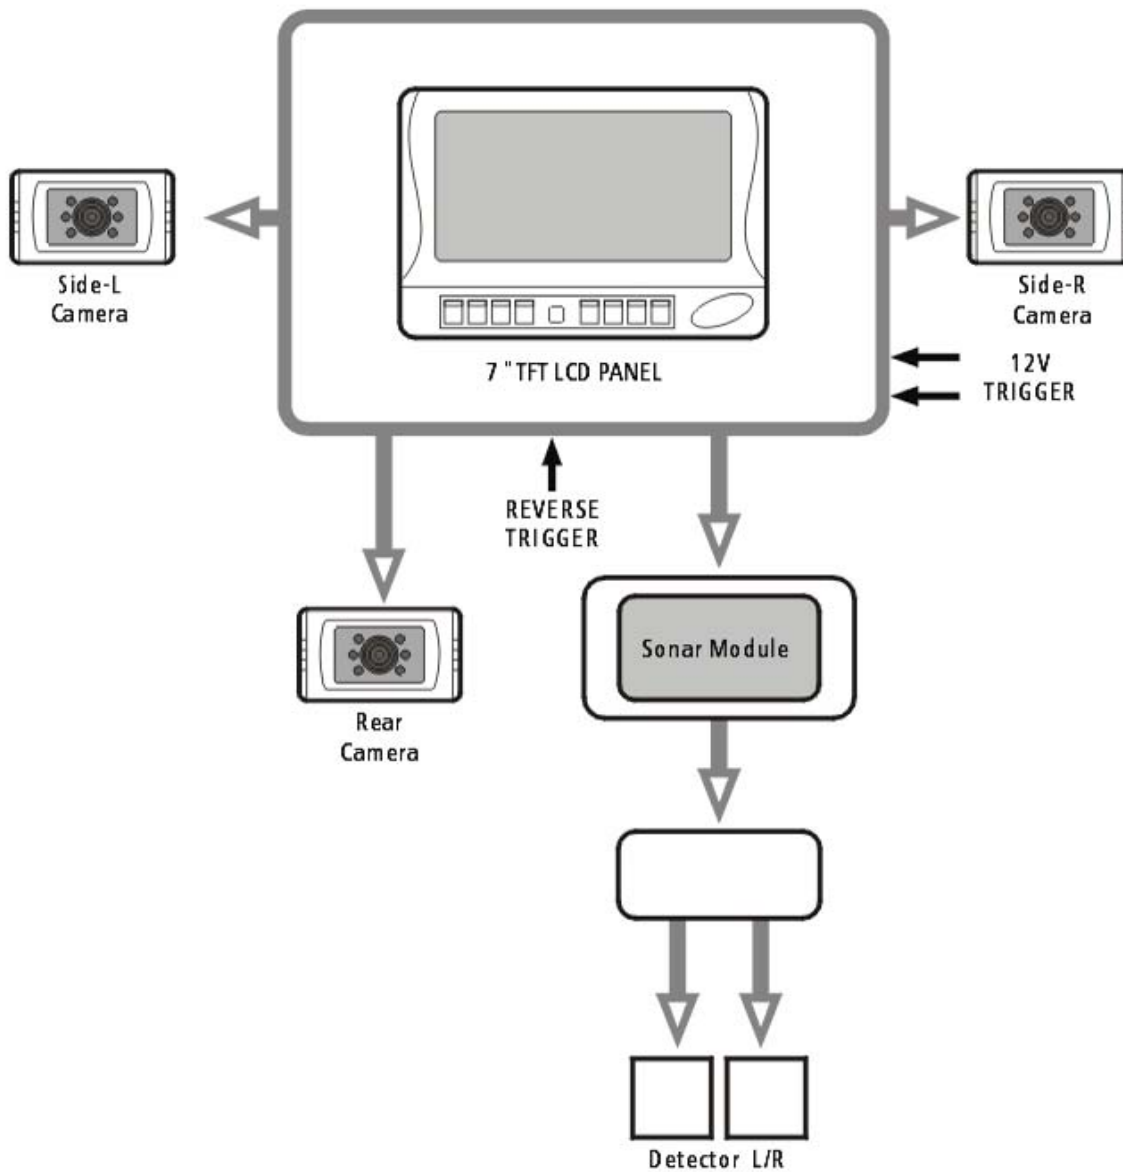 Side-L
Camera
Side-R
Camera
7 "TFT LCD PANEL
12V
TRIGGER
REVERSE
TRIGGER
Sonar Module
Rear
Camera
Detector L/R